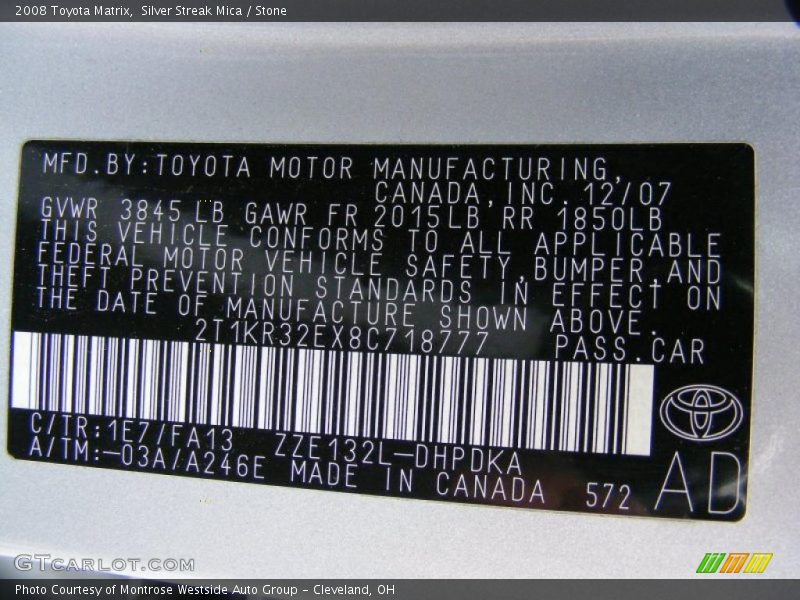 2008 Toyota Matrix,  Silver Streak Mica / Stone
MFD.BY:TOYOTA MOTOR MANUFACTURING,
CANADA,INC. 12/07
GVWR 3845 LB GAWR FR 2015LB RR 1850LB
THIS VEHICLE CONFORMS TO ALL APPLICABLE
FEDERAL MOTOR VEHICLE SAFETY,BUMPER,AND
THEFT PREVENTION STANDARDS IN EFFECT ON
THE DATE OF MANUFACTURE SHOWN ABOVE.
2T1KR32EX8C718777 PASS.CAR
C/TR:1E7/FA13 ZZE132L-DHPDKA
A/TM:-03A/A246E MADE IN CANADA 572 AD
GTCARLOT.COM
Photo Courtesy of Montrose Westside Auto Group - Cleveland, OH